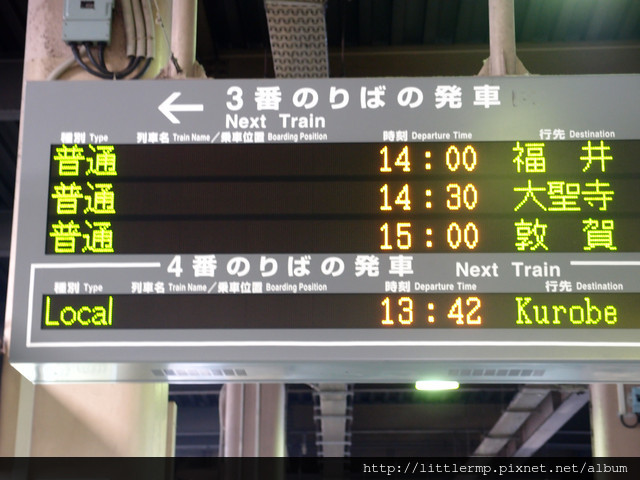 ← 3番のりばの発車
Next Train
種別 Type 列車名 Train Name／乗車位置 Boarding Position 時刻 Departure Time 行先 Destination
普通 14:00 福井
普通 14:30 大聖寺
普通 15:00 敦賀
4番のりばの発車 Next Train
種別 Type 列車名 Train Name／乗車位置 Boarding Position 時刻 Departure Time 行先 Destination
Local 13:42 Kurobe
http://littlermp.pixnet.net/album